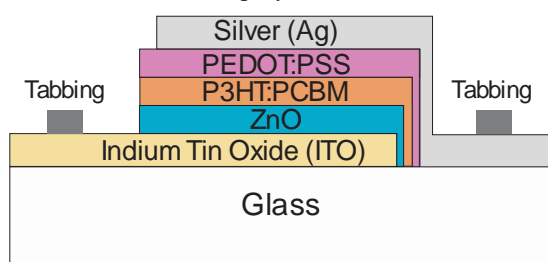 Silver (Ag)
PEDOT:PSS
Tabbing
P3HT:PCBM
Tabbing
ZnO
Indium Tin Oxide (ITO)
Glass